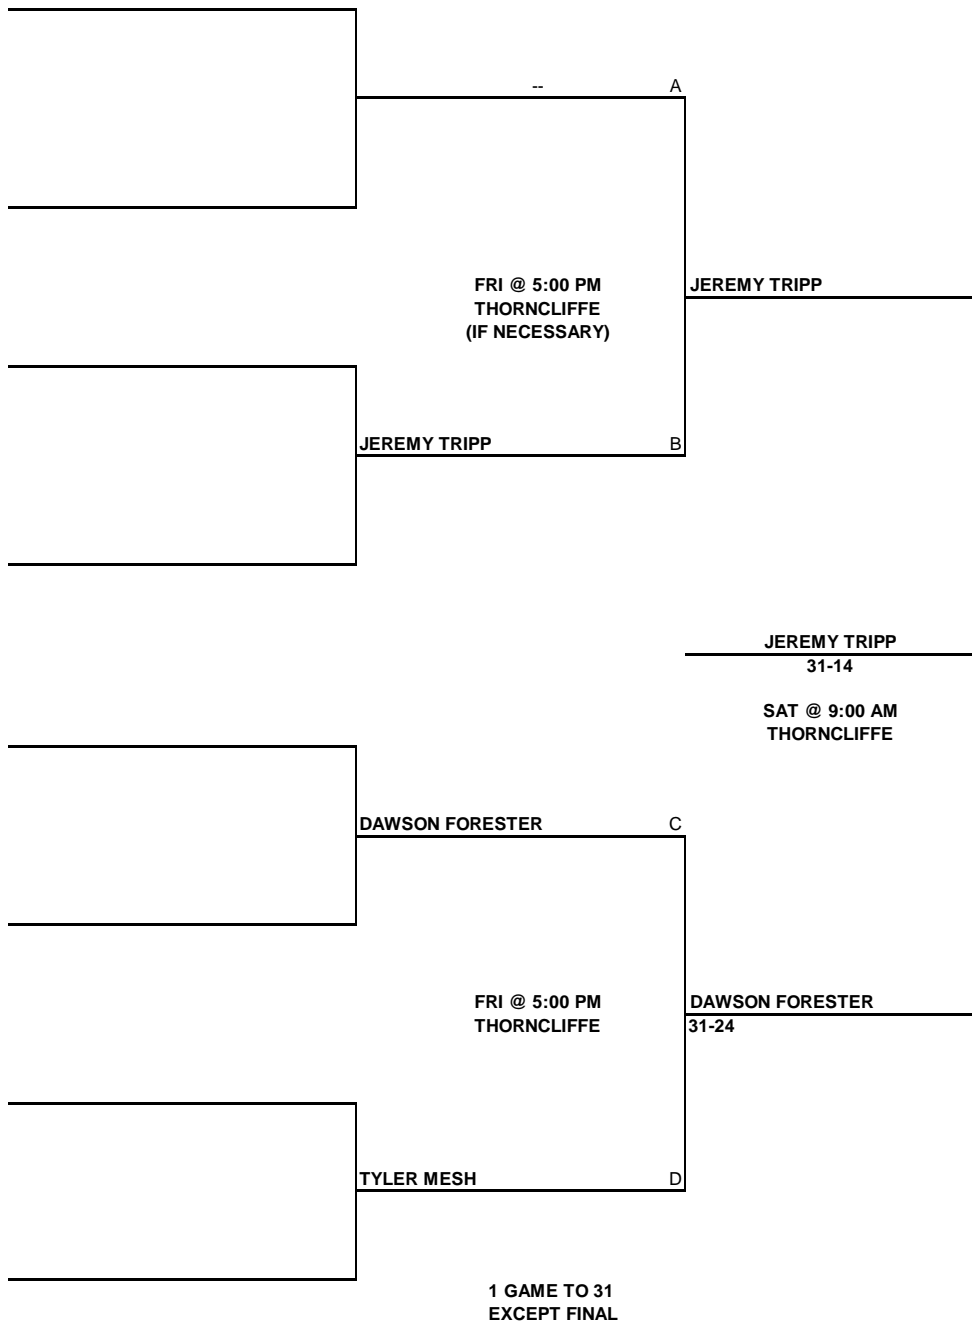 -- A
FRI @ 5:00 PM
THORNCLIFFE
(IF NECESSARY)
JEREMY TRIPP
JEREMY TRIPP B
JEREMY TRIPP
31-14
SAT @ 9:00 AM
THORNCLIFFE
DAWSON FORESTER C
FRI @ 5:00 PM
THORNCLIFFE
DAWSON FORESTER
31-24
TYLER MESH D
1 GAME TO 31
EXCEPT FINAL